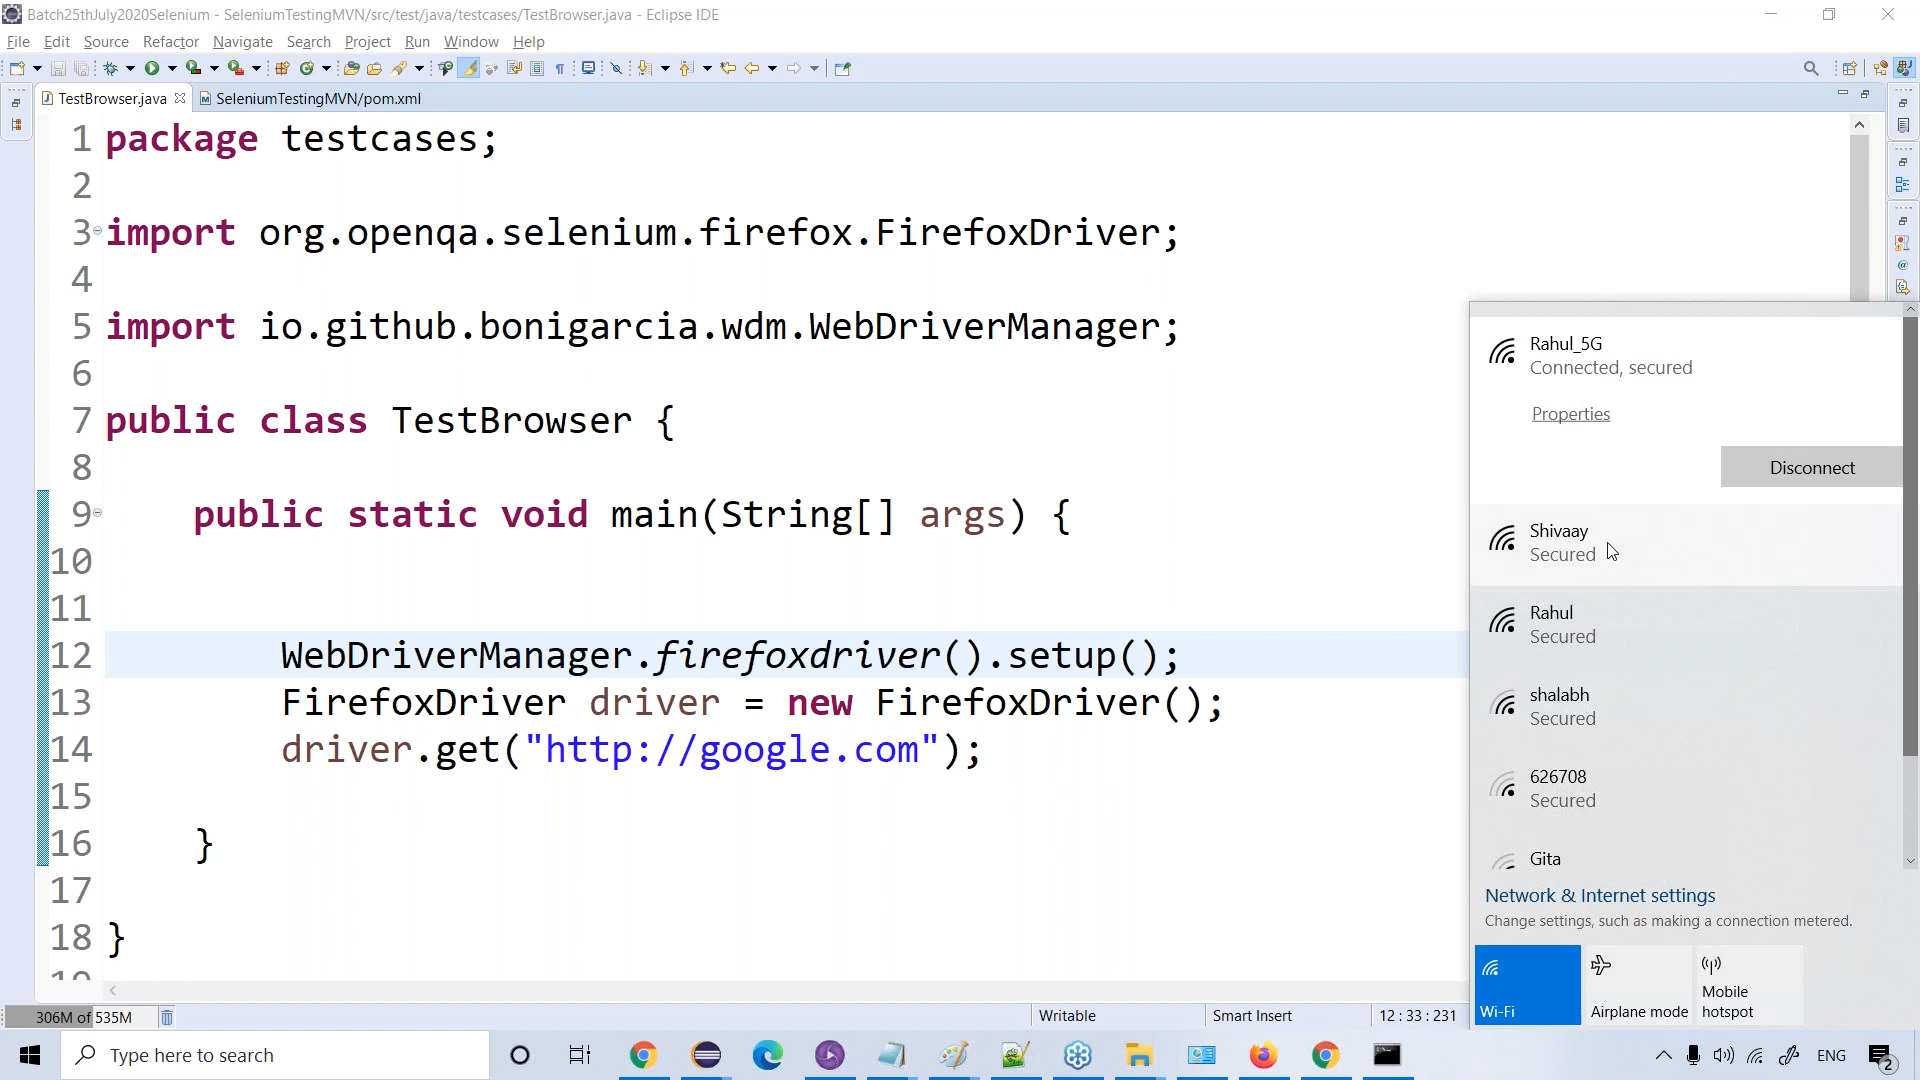 Batch25thJuly2020Selenium - SeleniumTestingMVN/src/test/java/testcases/TestBrowser.java - Eclipse IDE
File Edit Source Refactor Navigate Search Project Run Window Help
TestBrowser.java SeleniumTestingMVN/pom.xml
1 package testcases;
2
3 import org.openqa.selenium.firefox.FirefoxDriver;
4
5 import io.github.bonigarcia.wdm.WebDriverManager;
6
7 public class TestBrowser {
8
9 public static void main(String[] args) {
10
11
12 WebDriverManager.firefoxdriver().setup();
13 FirefoxDriver driver = new FirefoxDriver();
14 driver.get("http://google.com");
15
16 }
17
18 }
19
Rahul_5G
Connected, secured
Properties
Disconnect
Shivaay
Secured
Rahul
Secured
shalabh
Secured
626708
Secured
Gita
Network & Internet settings
Change settings, such as making a connection metered.
Wi-Fi
Airplane mode
Mobile
hotspot
306M of 535M Writable Smart Insert 12 : 33 : 231
Type here to search
ENG
2